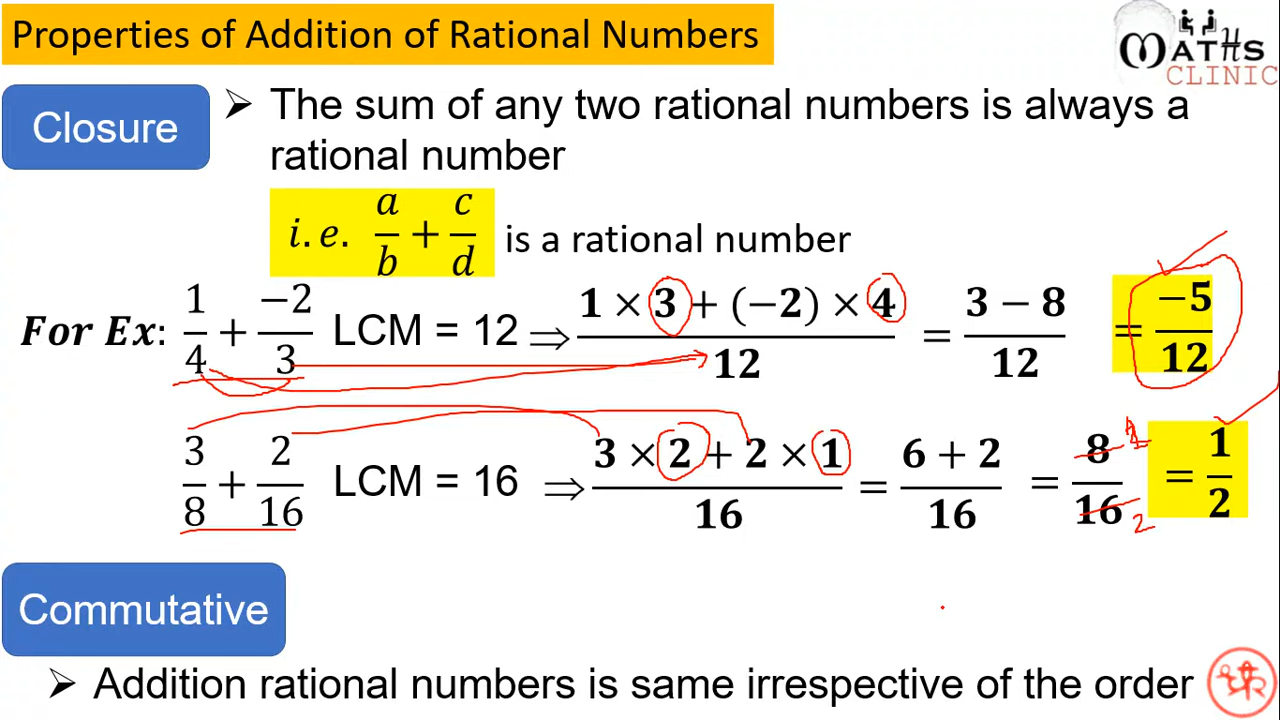 Properties of Addition of Rational Numbers
MATHS
CLINIC
Closure
➢ The sum of any two rational numbers is always a
rational number
i.e. a/b + c/d is a rational number
For Ex: 1/4 + -2/3 LCM = 12 ⇒ (1 × 3 + (−2) × 4)/12 = (3 − 8)/12 = -5/12
3/8 + 2/16 LCM = 16 ⇒ (3 × 2 + 2 × 1)/16 = (6 + 2)/16 = 8/16 = 1/2
2
Commutative
➢ Addition rational numbers is same irrespective of the order